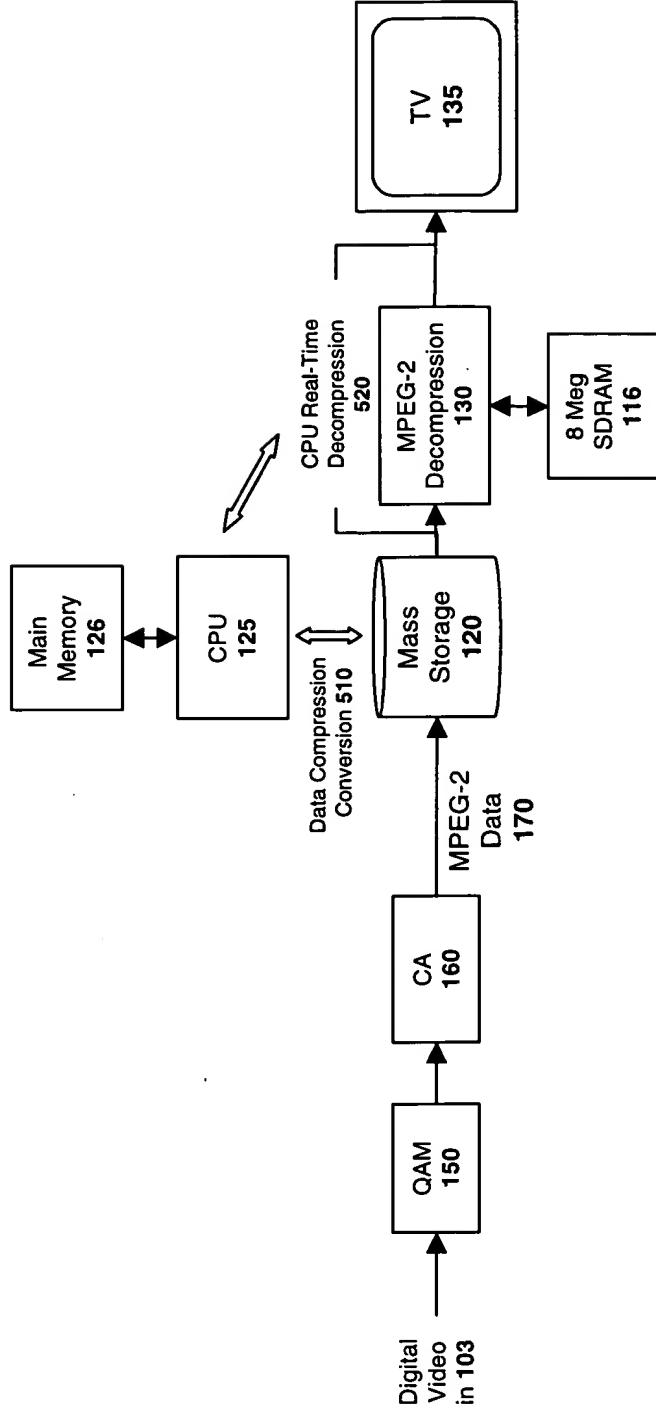 Digital
Video
in 103
QAM
150
CA
160
MPEG-2
Data
170
Mass
Storage
120
Data Compression
Conversion 510
CPU
125
Main
Memory
126
CPU Real-Time
Decompression
520
MPEG-2
Decompression
130
8 Meg
SDRAM
116
TV
135